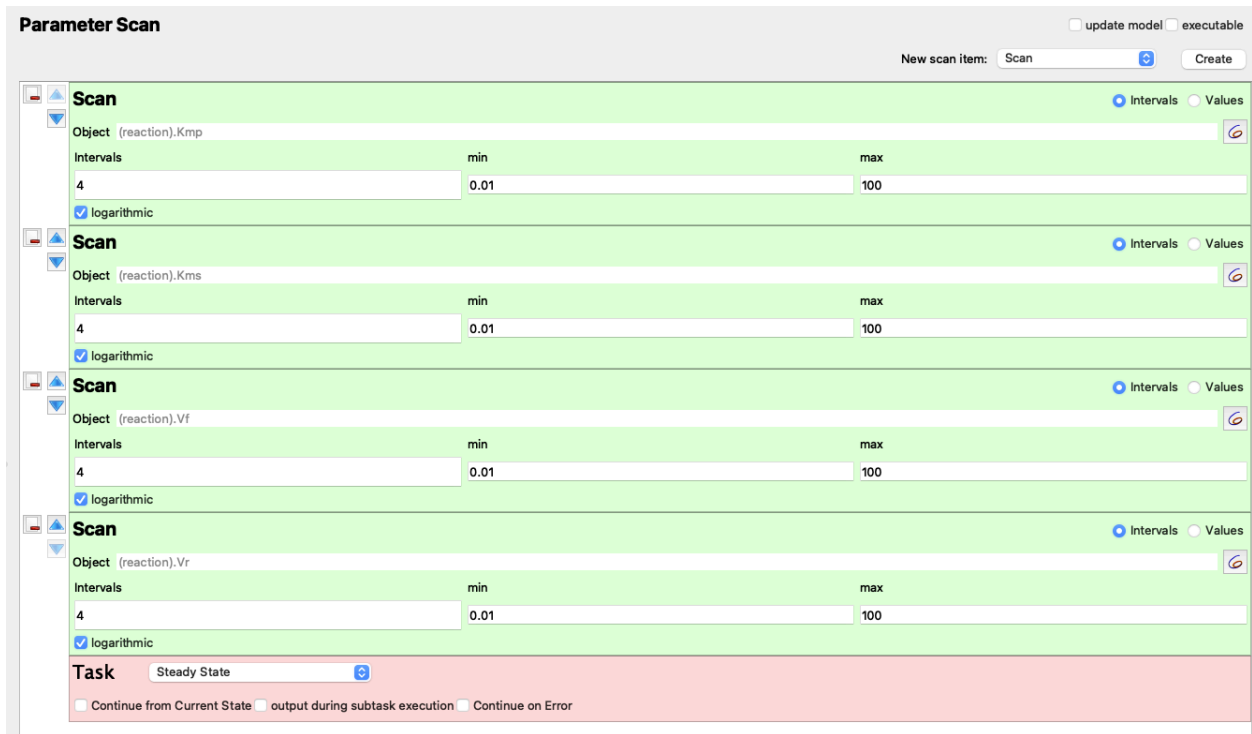 Parameter Scan
update model executable
New scan item: Scan Create
Scan Intervals Values
Object (reaction).Kmp
Intervals min max
4 0.01 100
logarithmic
Scan Intervals Values
Object (reaction).Kms
Intervals min max
4 0.01 100
logarithmic
Scan Intervals Values
Object (reaction).Vf
Intervals min max
4 0.01 100
logarithmic
Scan Intervals Values
Object (reaction).Vr
Intervals min max
4 0.01 100
logarithmic
Task Steady State
Continue from Current State output during subtask execution Continue on Error